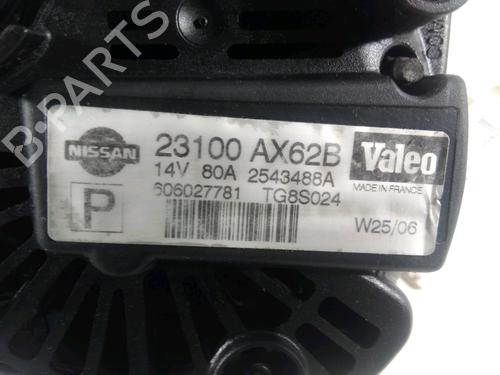 NISSAN
23100 AX62B
14V 80A 2543488A
606027781 TG8S024
P
Valeo
MADE IN FRANCE
W25/06
B-PARTS